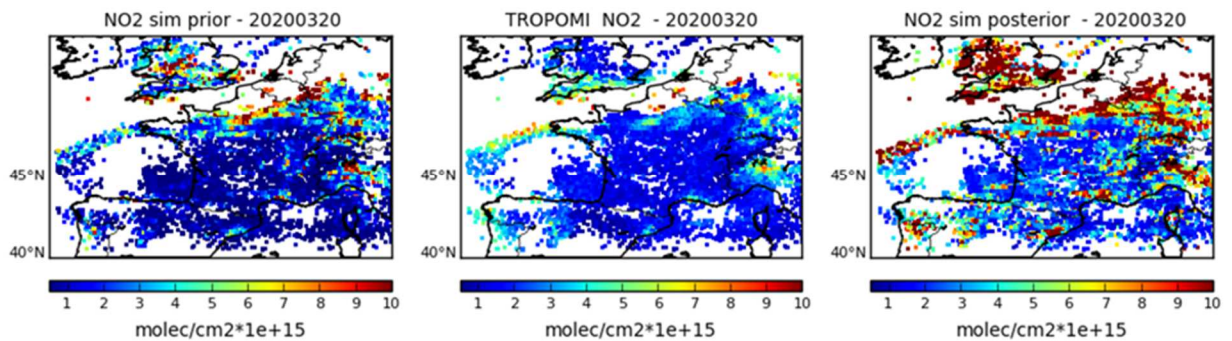 NO2 sim prior - 20200320
TROPOMI  NO2  - 20200320
NO2 sim posterior  - 20200320
45°N
40°N
45°N
40°N
45°N
40°N
1 2 3 4 5 6 7 8 9 10
1 2 3 4 5 6 7 8 9 10
1 2 3 4 5 6 7 8 9 10
molec/cm2*1e+15
molec/cm2*1e+15
molec/cm2*1e+15